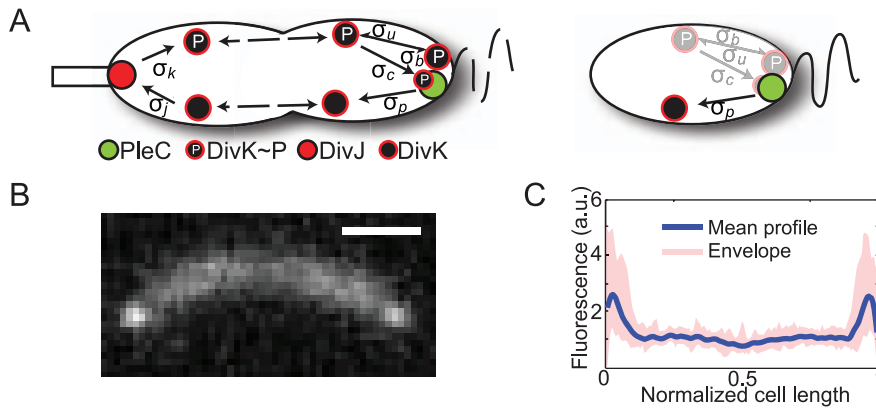 A
P
P
σu
σb
P
σk
σc
P
σj
σp
P
σb
P
σu
σc
σp
PleC
P
DivK~P
DivJ
DivK
B
C
Fluorescence (a.u.)
6
4
2
0
0.5
Mean profile
Envelope
Normalized cell length